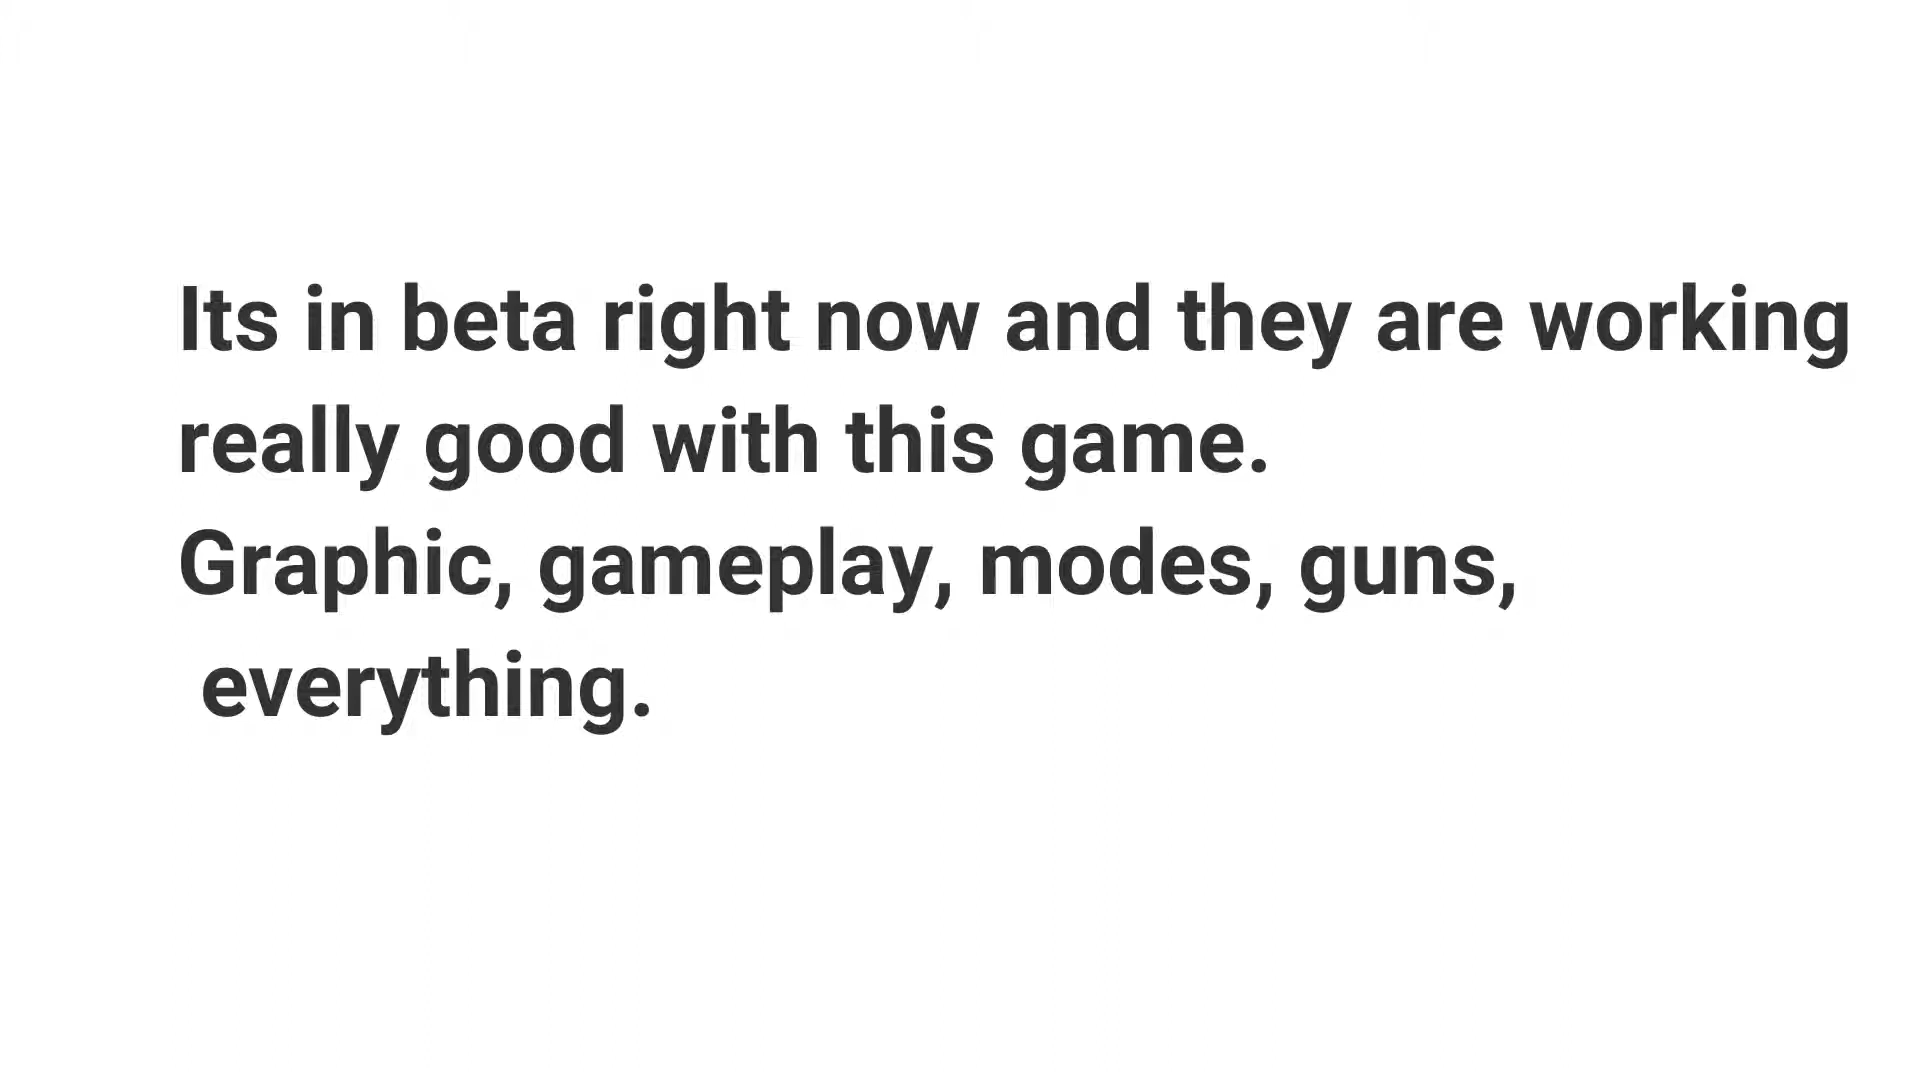 Its in beta right now and they are working
really good with this game.
Graphic, gameplay, modes, guns,
everything.